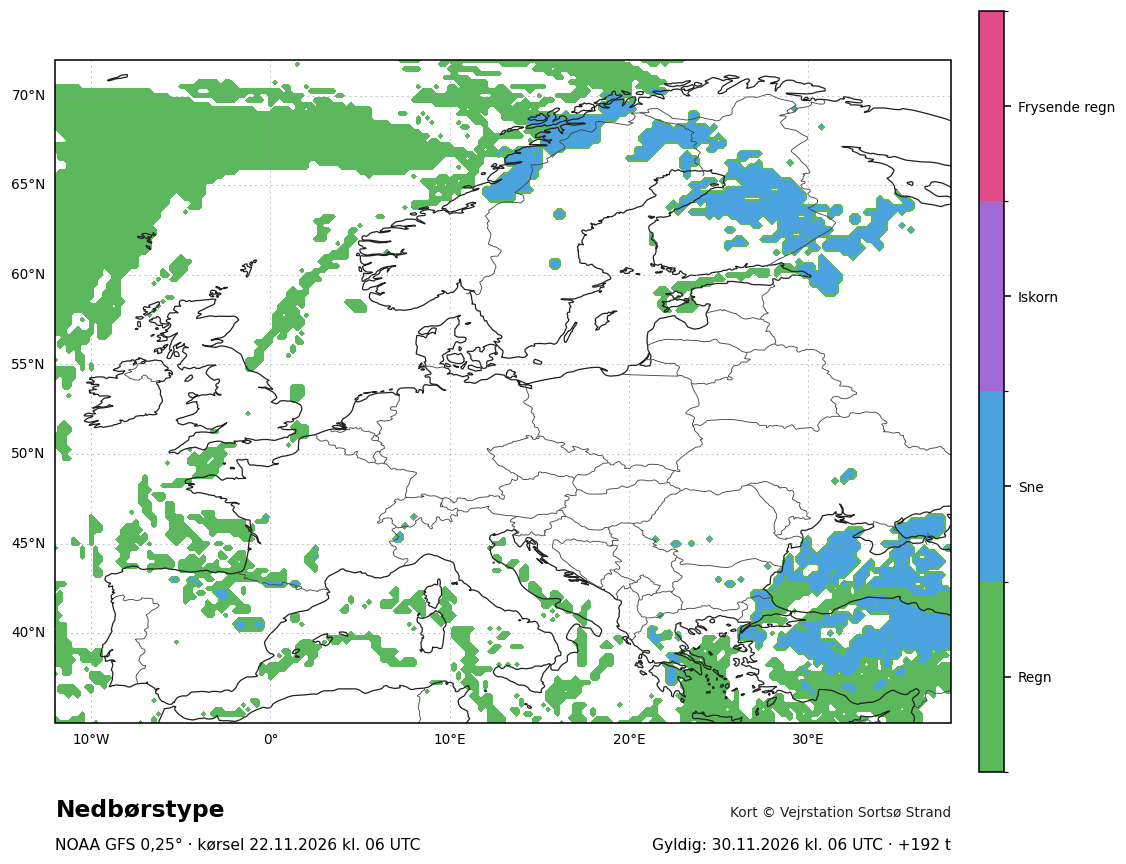 70°N
65°N
60°N
55°N
50°N
45°N
40°N
10°W
0°
10°E
20°E
30°E
Frysende regn
Iskorn
Sne
Regn
Nedbørstype
Kort © Vejrstation Sortsø Strand
NOAA GFS 0,25° · kørsel 22.11.2026 kl. 06 UTC
Gyldig: 30.11.2026 kl. 06 UTC · +192 t